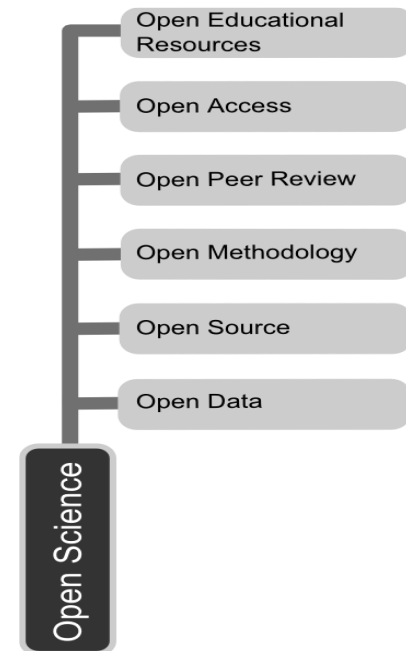 Open Educational
Resources
Open Access
Open Peer Review
Open Methodology
Open Source
Open Data
Open Science